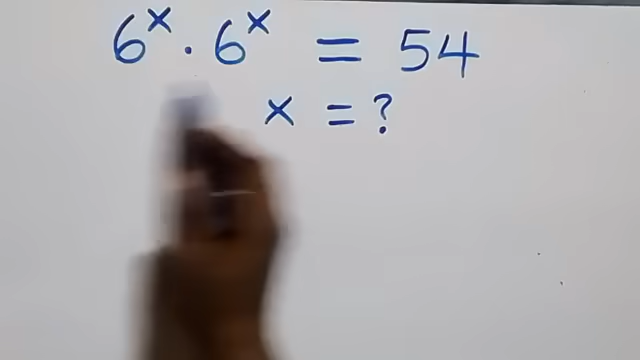 6^x · 6^x = 54
x = ?